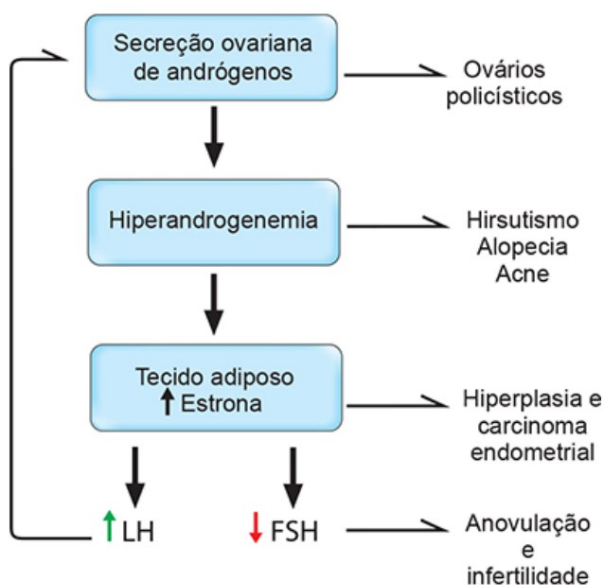 Secreção ovariana
de andrógenos
Ovários
policísticos
Hiperandrogenemia
Hirsutismo
Alopecia
Acne
Tecido adiposo
↑ Estrona
Hiperplasia e
carcinoma
endometrial
↑ LH
↓ FSH
Anovulação
e
infertilidade